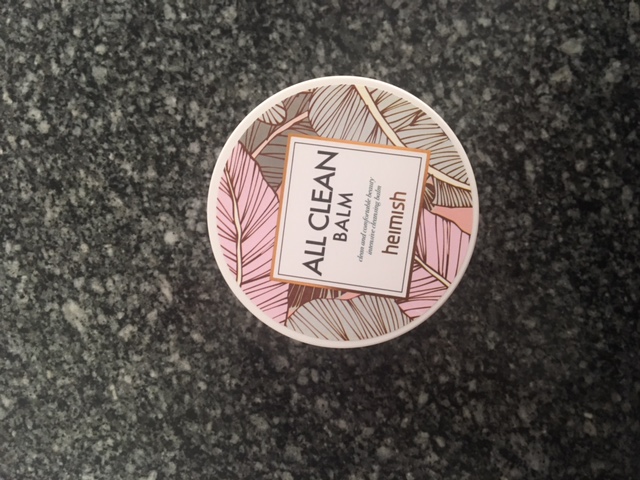 ALL CLEAN
BALM
clean and comfortable beauty
intensive cleansing balm
heimish